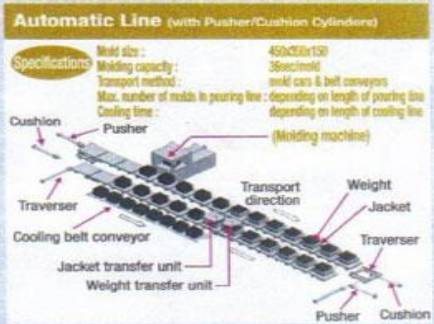 Automatic Line (with Pusher/Cushion Cylinders)
Specifications
Mold size : 450x350x150
Molding capacity : 36sec/mold
Transport method : mold cars & belt conveyors
Max. number of molds in pouring line : depending on length of pouring line
Cooling time : depending on length of cooling line
Cushion
Pusher
(Molding machine)
Transport
direction
Weight
Jacket
Traverser
Traverser
Cooling belt conveyor
Jacket transfer unit
Weight transfer unit
Pusher
Cushion